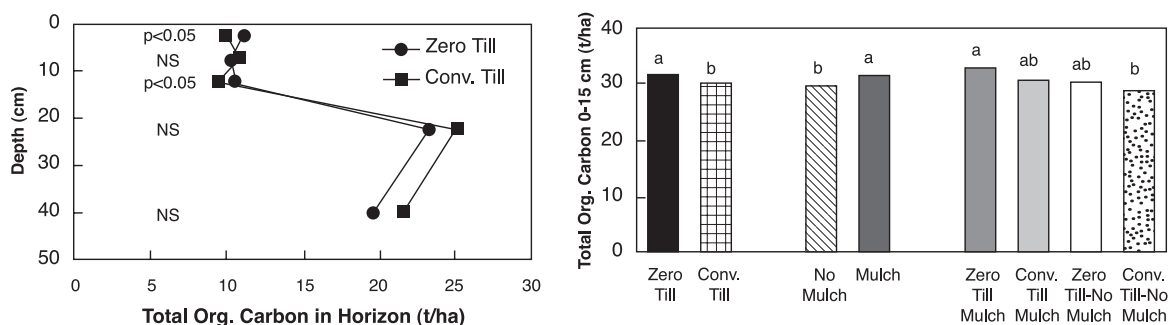 0
10
20
30
40
50
Depth (cm)
p<0.05
NS
p<0.05
NS
NS
Zero Till
Conv. Till
0 5 10 15 20 25 30
Total Org. Carbon in Horizon (t/ha)
Total Org. Carbon 0-15 cm (t/ha)
40
30
20
100
0
a b b a a ab ab b
Zero
Till
Conv.
Till
No
Mulch
Mulch
Zero
Till
Mulch
Conv.
Till
Mulch
Zero
Till-No
Mulch
Conv.
Till-No
Mulch